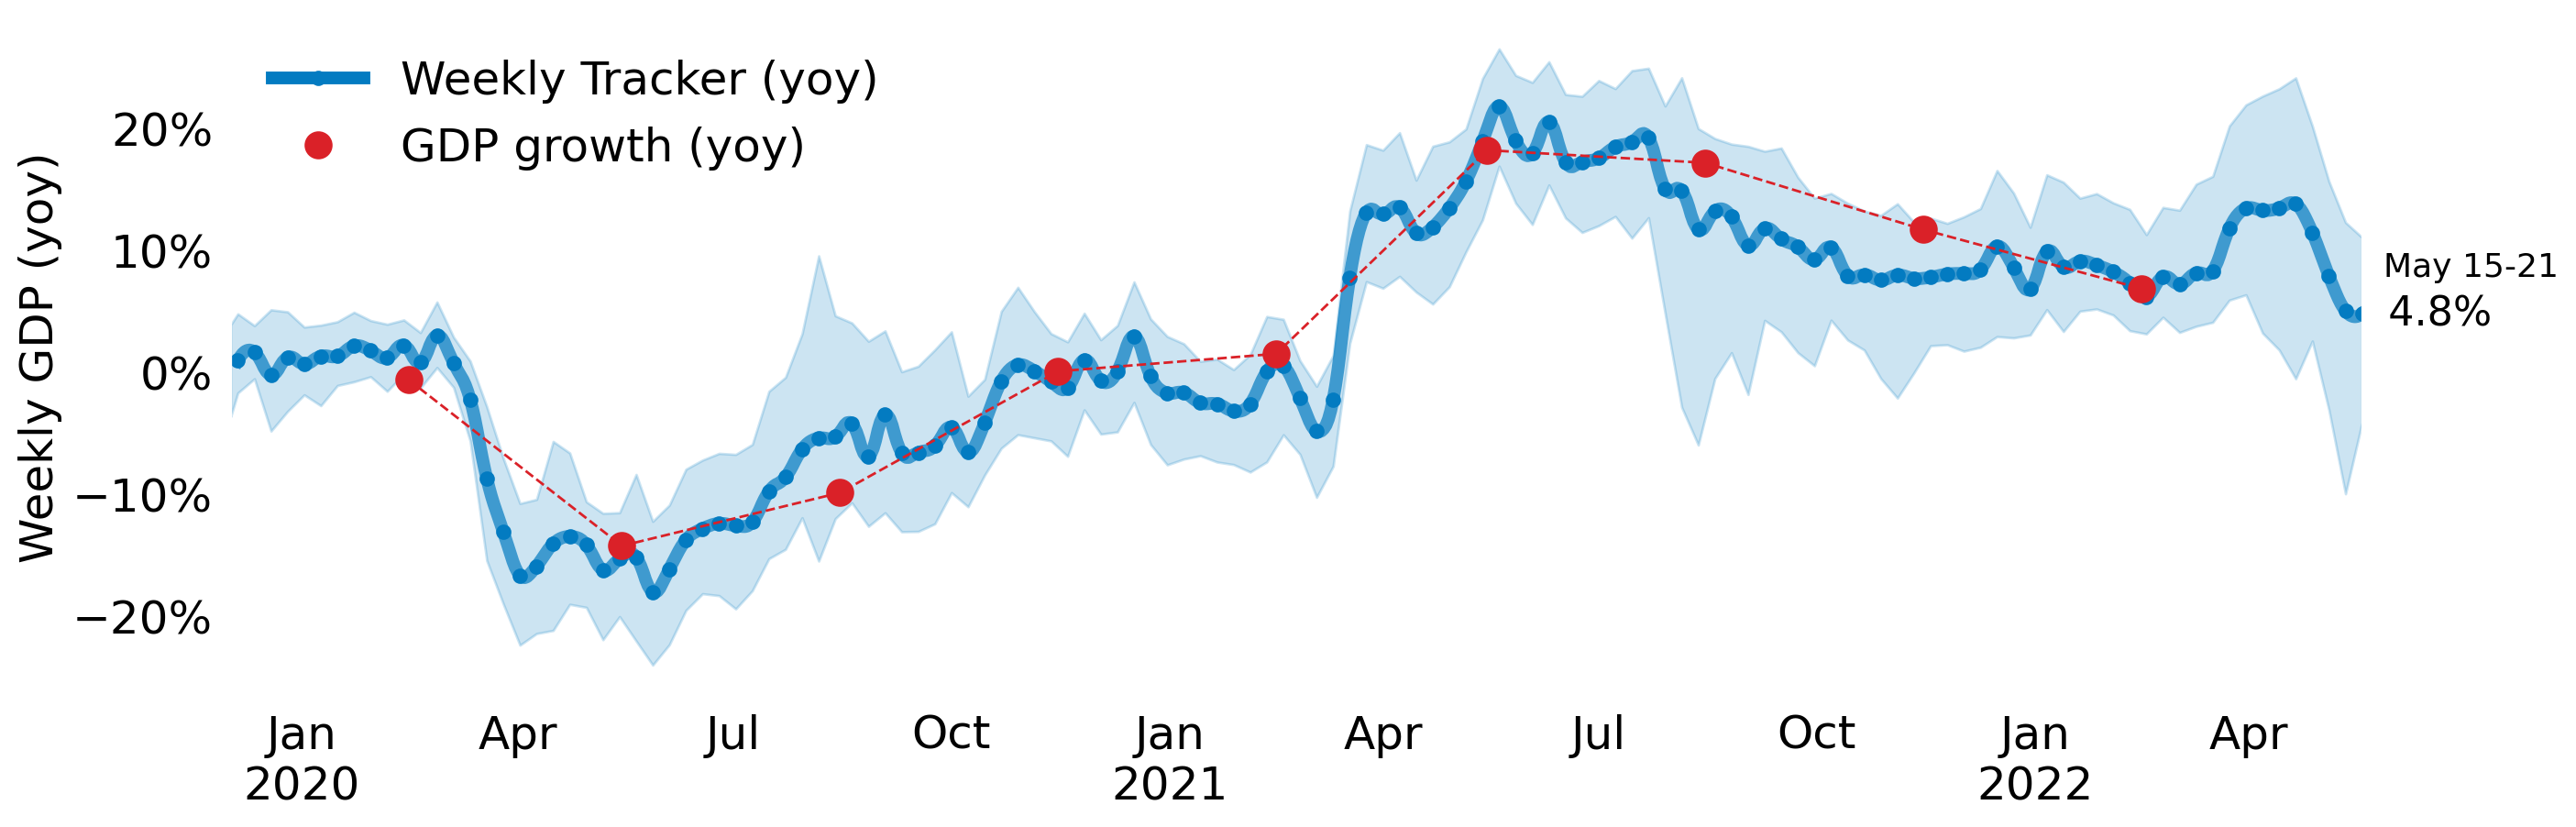 Weekly Tracker (yoy)
GDP growth (yoy)
Weekly GDP (yoy)
20%
10%
0%
−10%
−20%
May 15-21
4.8%
Jan
2020
Apr
Jul
Oct
Jan
2021
Apr
Jul
Oct
Jan
2022
Apr